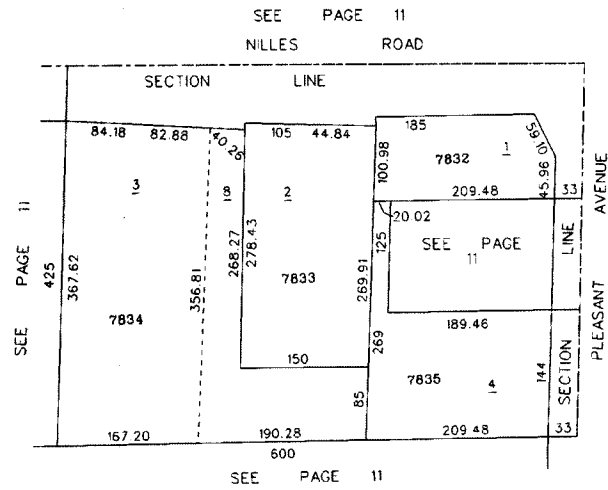 SEE PAGE 11
NILLES ROAD
SECTION LINE
84.18 82.88 40.26 105 44.84 185 59.10
7832 1
100.98
209.48 45.96 33
20.02
3 8 2
125
SEE PAGE
11
AVENUE
LINE
SEE PAGE 11
425
367.62
356.81
268.27
278.43
7833
269.91
7834
189.46
269
PLEASANT
150
7835 4
144
SECTION
85
167.20 190.28 209 48 33
600
SEE PAGE 11